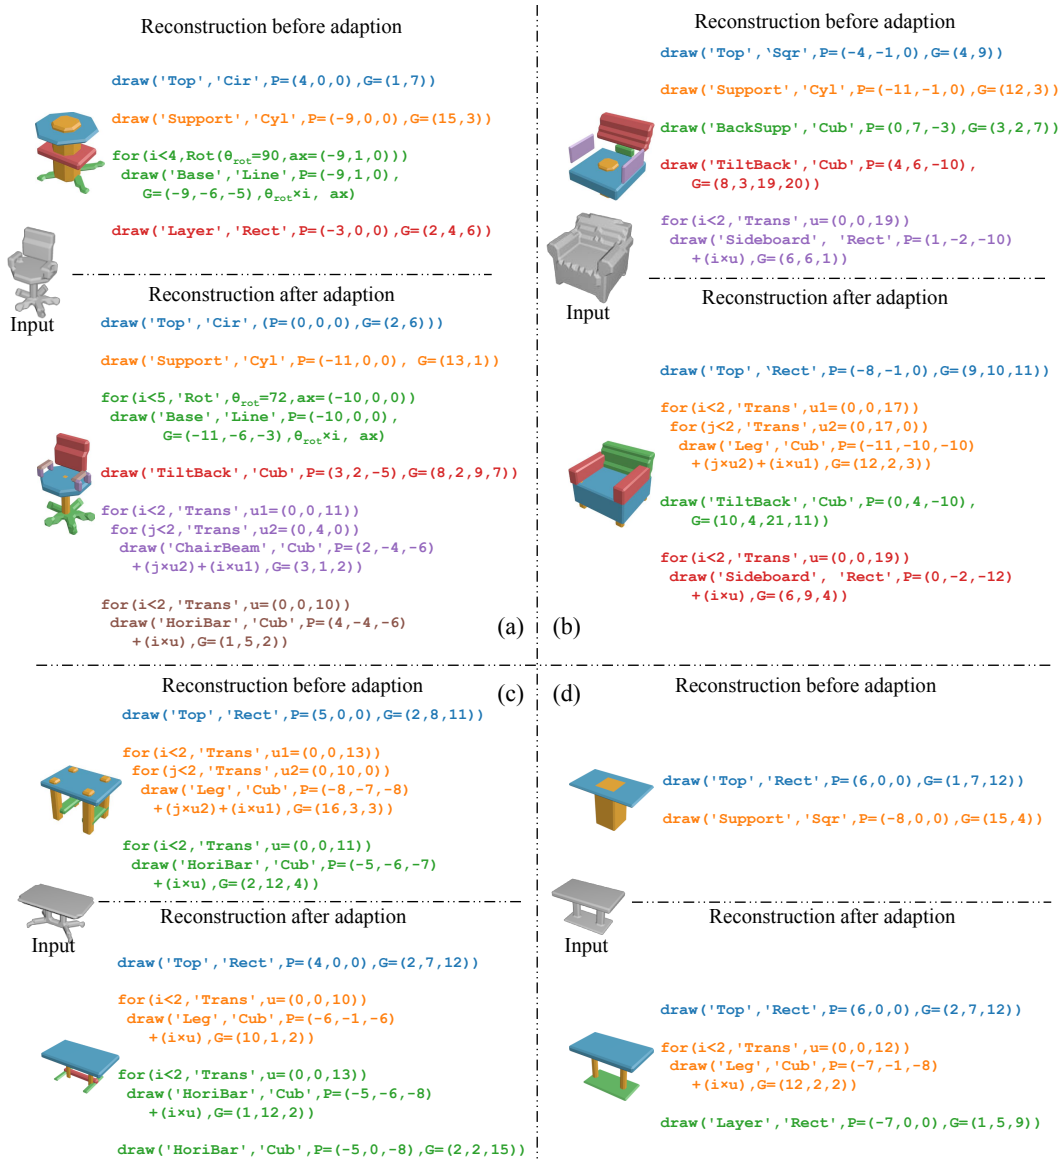 Reconstruction before adaption
draw('Top','Cir',P=(4,0,0),G=(1,7))
draw('Support','Cyl',P=(-9,0,0),G=(15,3))
for(i<4,Rot(θrot=90,ax=(-9,1,0)))
draw('Base','Line',P=(-9,1,0),
G=(-9,-6,-5),θrot×i, ax)
draw('Layer','Rect',P=(-3,0,0),G=(2,4,6))
Input
Reconstruction after adaption
draw('Top','Cir',(P=(0,0,0),G=(2,6)))
draw('Support','Cyl',P=(-11,0,0), G=(13,1))
for(i<5,'Rot',θrot=72,ax=(-10,0,0))
draw('Base','Line',P=(-10,0,0),
G=(-11,-6,-3),θrot×i, ax)
draw('TiltBack','Cub',P=(3,2,-5),G=(8,2,9,7))
for(i<2,'Trans',u1=(0,0,11))
for(j<2,'Trans',u2=(0,4,0))
draw('ChairBeam','Cub',P=(2,-4,-6)
+(j×u2)+(i×u1),G=(3,1,2))
for(i<2,'Trans',u=(0,0,10))
draw('HoriBar','Cub',P=(4,-4,-6)
+(i×u),G=(1,5,2))
(a)
Reconstruction before adaption
draw('Top',‘Sqr',P=(-4,-1,0),G=(4,9))
draw('Support','Cyl',P=(-11,-1,0),G=(12,3))
draw('BackSupp','Cub',P=(0,7,-3),G=(3,2,7))
draw('TiltBack','Cub',P=(4,6,-10),
G=(8,3,19,20))
for(i<2,'Trans',u=(0,0,19))
draw('Sideboard', 'Rect',P=(1,-2,-10)
+(i×u),G=(6,6,1))
Input
Reconstruction after adaption
draw('Top',‘Rect',P=(-8,-1,0),G=(9,10,11))
for(i<2,'Trans',u1=(0,0,17))
for(j<2,'Trans',u2=(0,17,0))
draw('Leg','Cub',P=(-11,-10,-10)
+(j×u2)+(i×u1),G=(12,2,3))
draw('TiltBack','Cub',P=(0,4,-10),
G=(10,4,21,11))
for(i<2,'Trans',u=(0,0,19))
draw('Sideboard', 'Rect',P=(0,-2,-12)
+(i×u),G=(6,9,4))
(b)
Reconstruction before adaption
(c)
draw('Top','Rect',P=(5,0,0),G=(2,8,11))
for(i<2,'Trans',u1=(0,0,13))
for(j<2,'Trans',u2=(0,10,0))
draw('Leg','Cub',P=(-8,-7,-8)
+(j×u2)+(i×u1),G=(16,3,3))
for(i<2,'Trans',u=(0,0,11))
draw('HoriBar','Cub',P=(-5,-6,-7)
+(i×u),G=(2,12,4))
Input
Reconstruction after adaption
draw('Top','Rect',P=(4,0,0),G=(2,7,12))
for(i<2,'Trans',u=(0,0,10))
draw('Leg','Cub',P=(-6,-1,-6)
+(i×u),G=(10,1,2))
for(i<2,'Trans',u=(0,0,13))
draw('HoriBar','Cub',P=(-5,-6,-8)
+(i×u),G=(1,12,2))
draw('HoriBar','Cub',P=(-5,0,-8),G=(2,2,15))
(d)
Reconstruction before adaption
draw('Top','Rect',P=(6,0,0),G=(1,7,12))
draw('Support','Sqr',P=(-8,0,0),G=(15,4))
Input
Reconstruction after adaption
draw('Top','Rect',P=(6,0,0),G=(2,7,12))
for(i<2,'Trans',u=(0,0,12))
draw('Leg','Cub',P=(-7,-1,-8)
+(i×u),G=(12,2,2))
draw('Layer','Rect',P=(-7,0,0),G=(1,5,9))